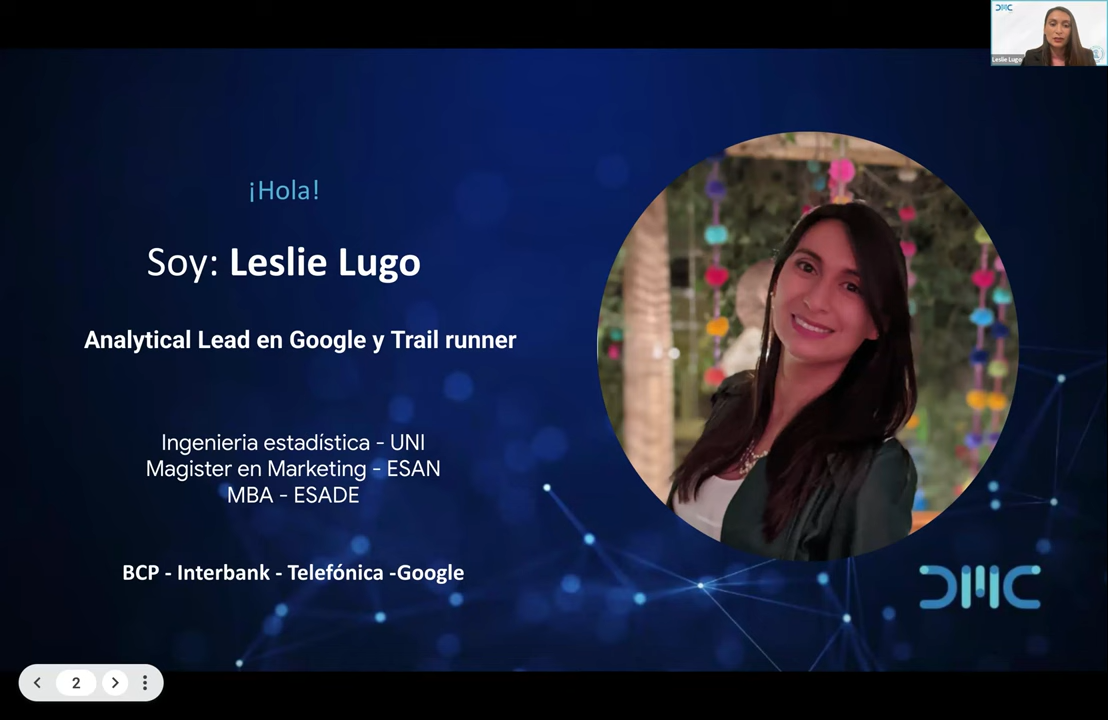 DMC
Leslie Lugo
¡Hola!
Soy: Leslie Lugo
Analytical Lead en Google y Trail runner
Ingenieria estadística - UNI
Magister en Marketing - ESAN
MBA - ESADE
BCP - Interbank - Telefónica -Google
DMC
2